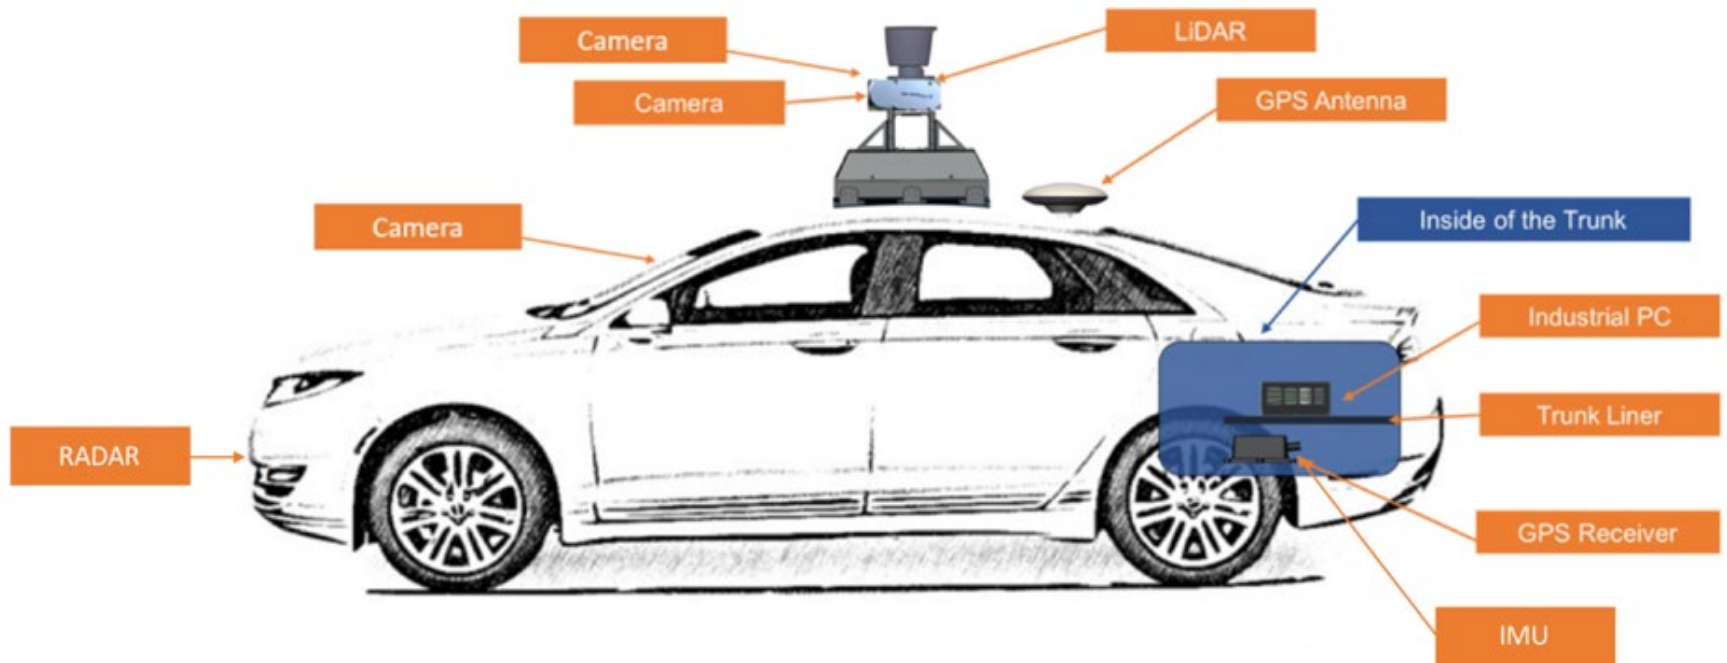 Camera
LiDAR
Camera
GPS Antenna
Camera
Inside of the Trunk
Industrial PC
Trunk Liner
RADAR
GPS Receiver
IMU